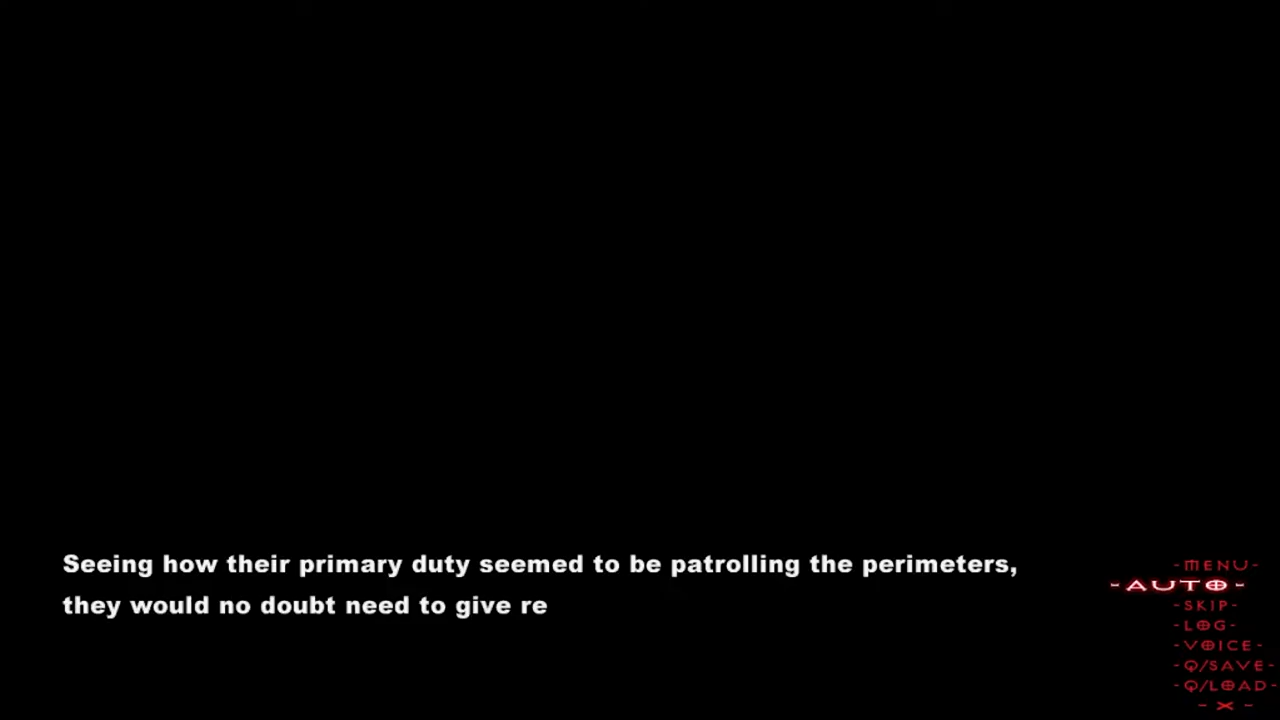 Seeing how their primary duty seemed to be patrolling the perimeters,
they would no doubt need to give re
-MENU-
-AUTO-
-SKIP-
-LOG-
-VOICE-
-Q/SAVE-
-Q/LOAD-
-X-